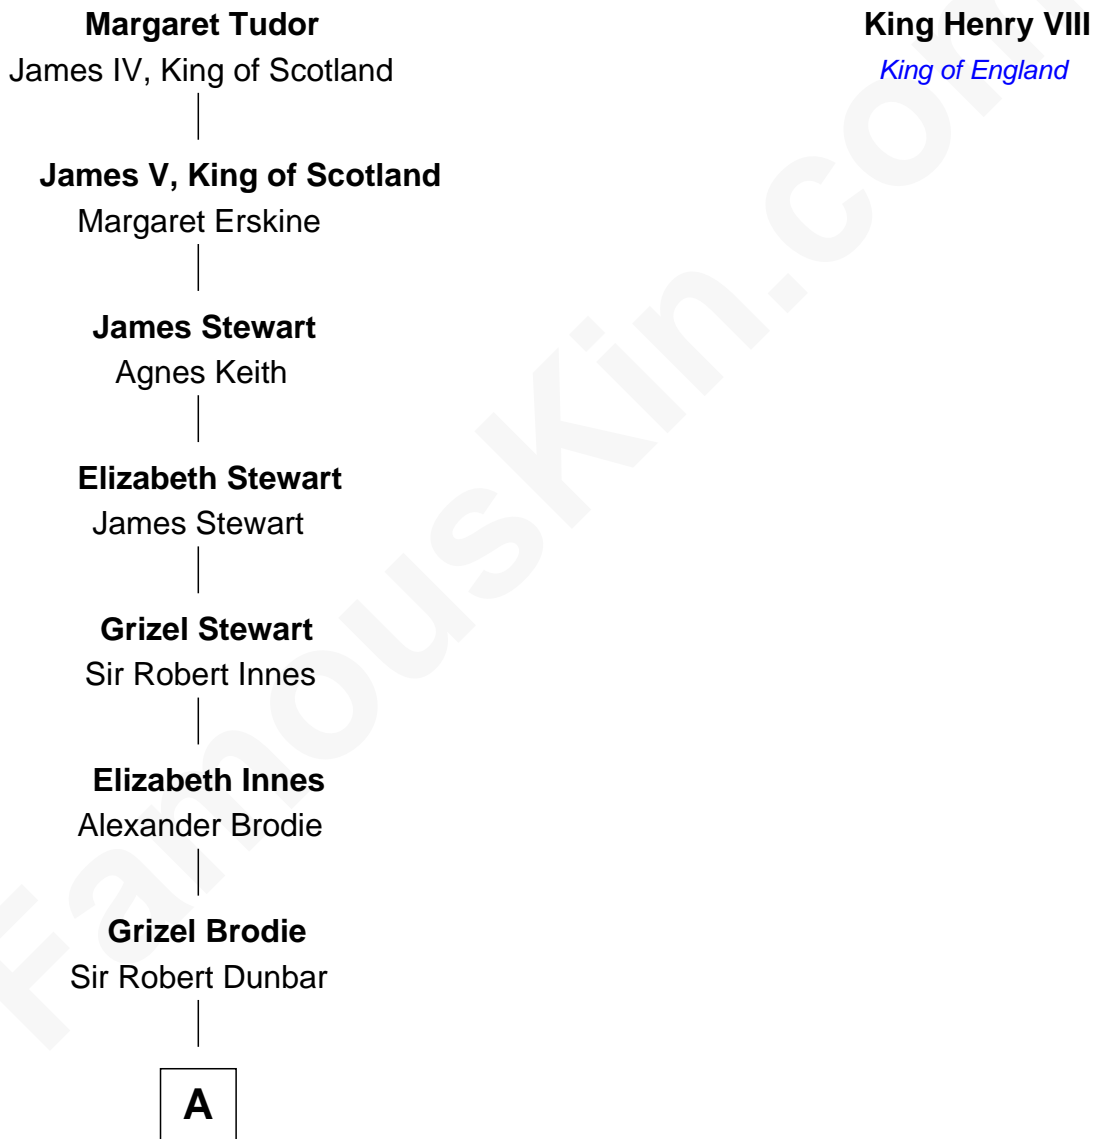 Margaret Tudor
James IV, King of Scotland
King Henry VIII
King of England
James V, King of Scotland
Margaret Erskine
James Stewart
Agnes Keith
Elizabeth Stewart
James Stewart
Grizel Stewart
Sir Robert Innes
Elizabeth Innes
Alexander Brodie
Grizel Brodie
Sir Robert Dunbar
A
FamousKin.com